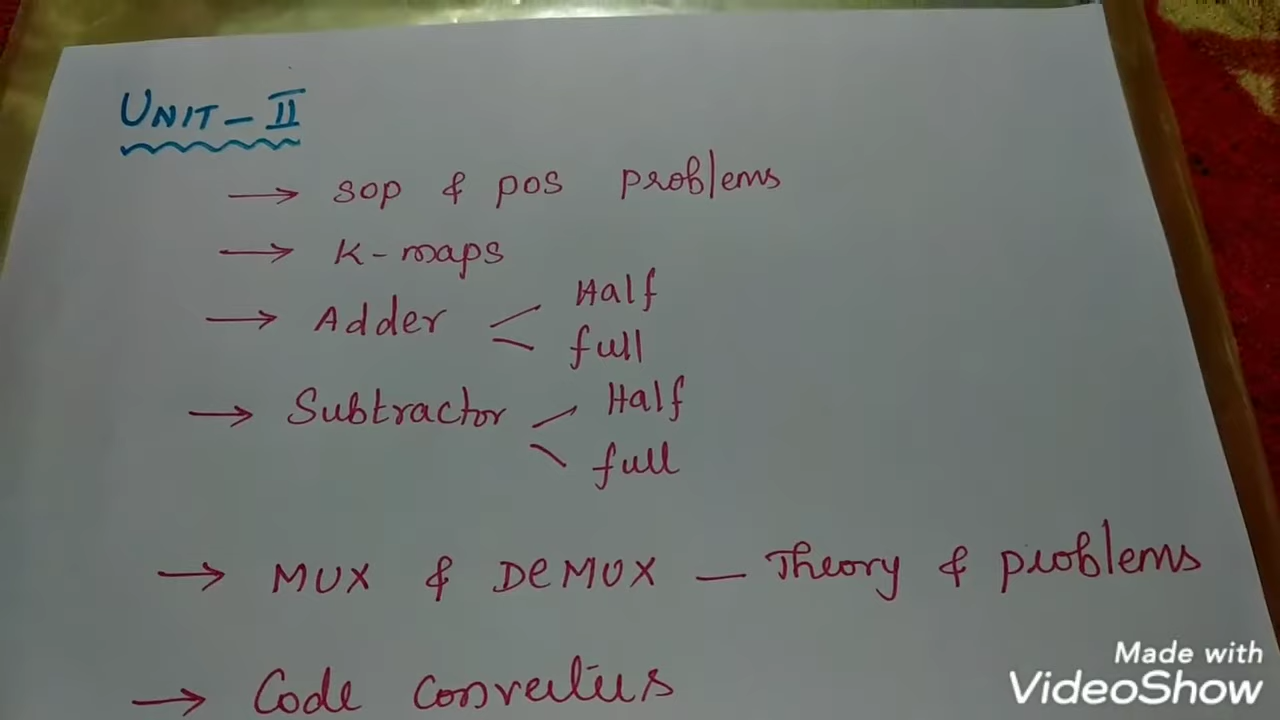 UNIT - II
→ SOP & POS problems
→ K-maps
→ Adder
Half
full
→ Subtractor
Half
full
→ MUX & DEMUX — Theory & problems
→ Code converters
Made with
VideoShow